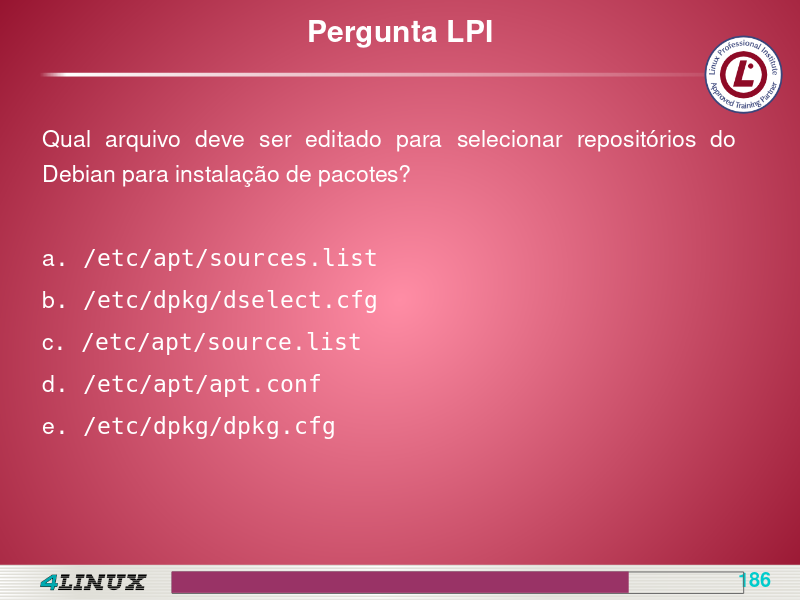 Pergunta LPI
Linux Professional Institute
Approved Training Partner
Qual arquivo deve ser editado para selecionar repositórios do
Debian para instalação de pacotes?
a. /etc/apt/sources.list
b. /etc/dpkg/dselect.cfg
c. /etc/apt/source.list
d. /etc/apt/apt.conf
e. /etc/dpkg/dpkg.cfg
4LINUX
186